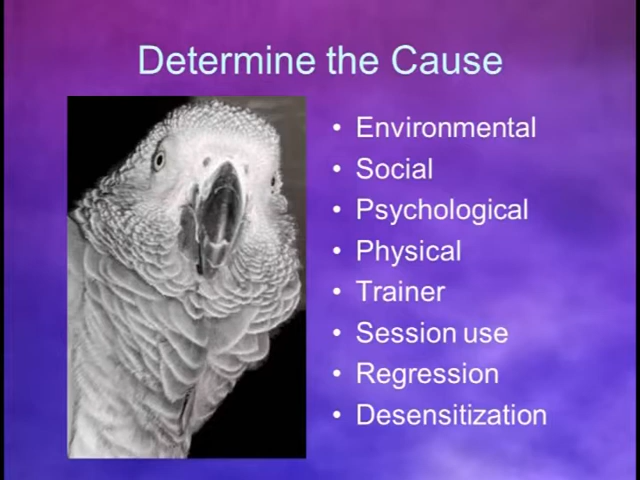 Determine the Cause
• Environmental
• Social
• Psychological
• Physical
• Trainer
• Session use
• Regression
• Desensitization